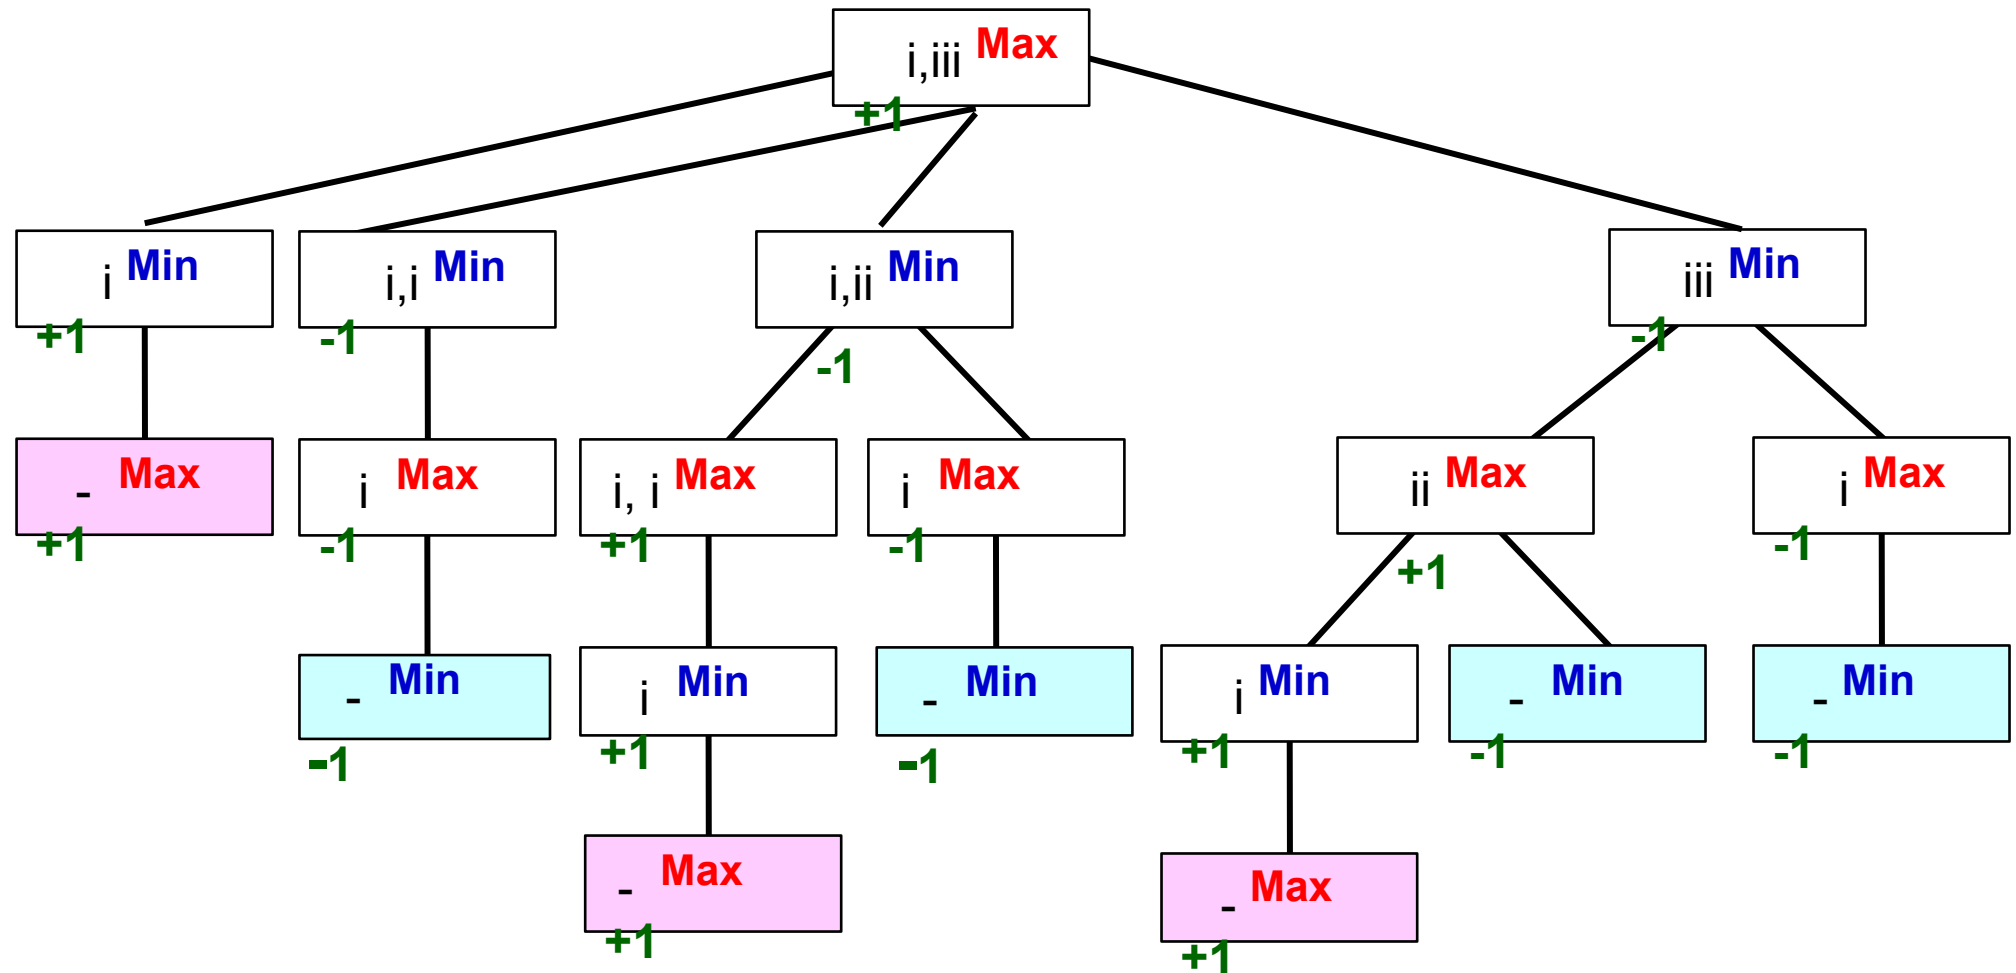 i,iii Max
+1
i Min
+1
i,i Min
-1
i,ii Min
-1
iii Min
-1
- Max
+1
i Max
-1
i, i Max
+1
i Max
-1
ii Max
+1
i Max
-1
- Min
-1
i Min
+1
- Min
-1
i Min
+1
- Min
-1
- Min
-1
- Max
+1
- Max
+1